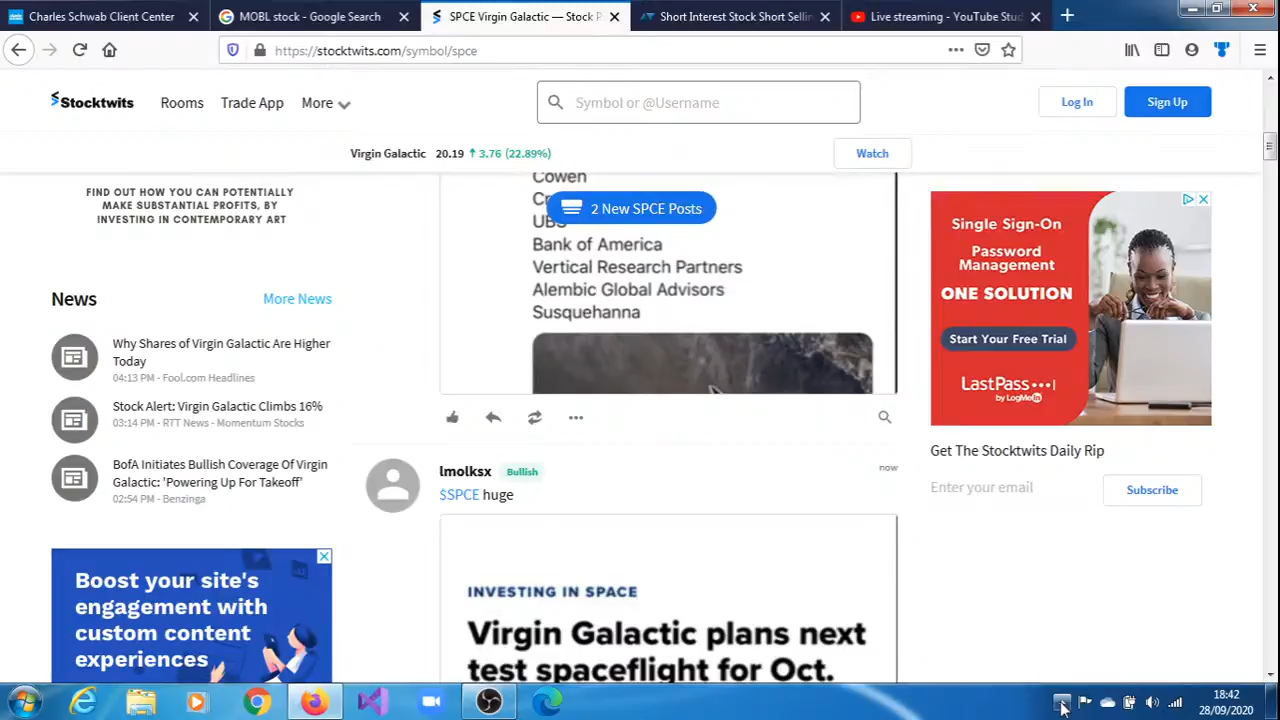 Charles Schwab Client Center
MOBL stock - Google Search
SPCE Virgin Galactic — Stock P
Short Interest Stock Short Sellin
Live streaming - YouTube Stud
https://stocktwits.com/symbol/spce
Stocktwits
Rooms
Trade App
More
Symbol or @Username
Log In
Sign Up
Virgin Galactic 20.19 3.76 (22.89%)
Watch
FIND OUT HOW YOU CAN POTENTIALLY
MAKE SUBSTANTIAL PROFITS, BY
INVESTING IN CONTEMPORARY ART
News
More News
Why Shares of Virgin Galactic Are Higher
Today
04:13 PM - Fool.com Headlines
Stock Alert: Virgin Galactic Climbs 16%
03:14 PM - RTT News - Momentum Stocks
BofA Initiates Bullish Coverage Of Virgin
Galactic: 'Powering Up For Takeoff'
02:54 PM - Benzinga
Boost your site's
engagement with
custom content
experiences
Cowen
2 New SPCE Posts
Bank of America
Vertical Research Partners
Alembic Global Advisors
Susquehanna
lmolksx
Bullish
now
$SPCE huge
INVESTING IN SPACE
Virgin Galactic plans next
test spaceflight for Oct.
Single Sign-On
Password
Management
ONE SOLUTION
Start Your Free Trial
LastPass
by LogMeIn
Get The Stocktwits Daily Rip
Enter your email
Subscribe
18:42
28/09/2020